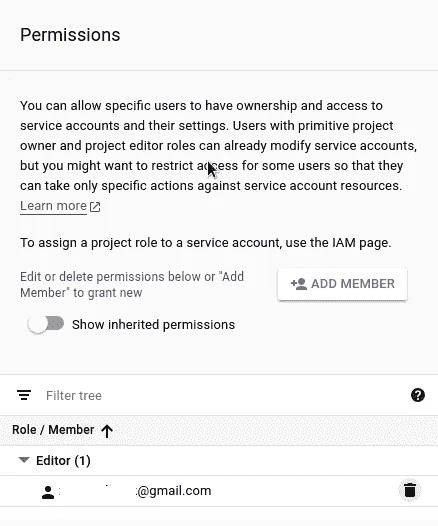 Permissions
You can allow specific users to have ownership and access to
service accounts and their settings. Users with primitive project
owner and project editor roles can already modify service accounts,
but you might want to restrict access for some users so that they
can take only specific actions against service account resources.
Learn more
To assign a project role to a service account, use the IAM page.
Edit or delete permissions below or "Add
Member" to grant new
ADD MEMBER
Show inherited permissions
Filter tree
Role / Member
Editor (1)
@gmail.com